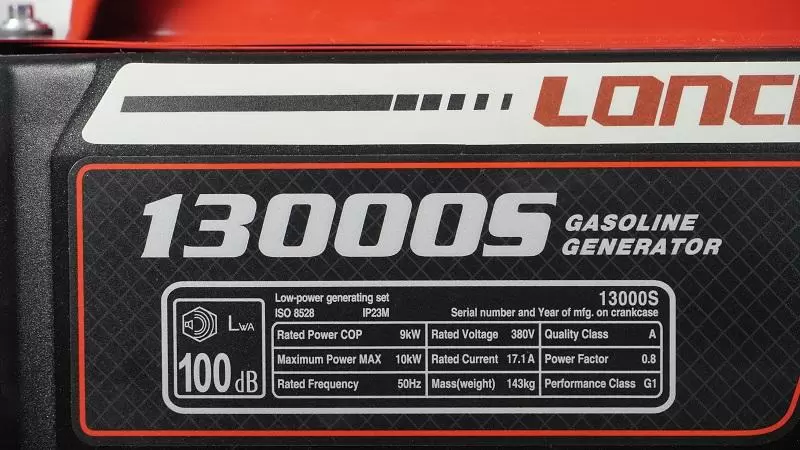 LONC
13000S GASOLINE
GENERATOR
Low-power generating set 13000S
ISO 8528 IP23M Serial number and Year of mfg. on crankcase
LWA
100 dB
Rated Power COP 9kW Rated Voltage 380V Quality Class A
Maximum Power MAX 10kW Rated Current 17.1A Power Factor 0.8
Rated Frequency 50Hz Mass(weight) 143kg Performance Class G1